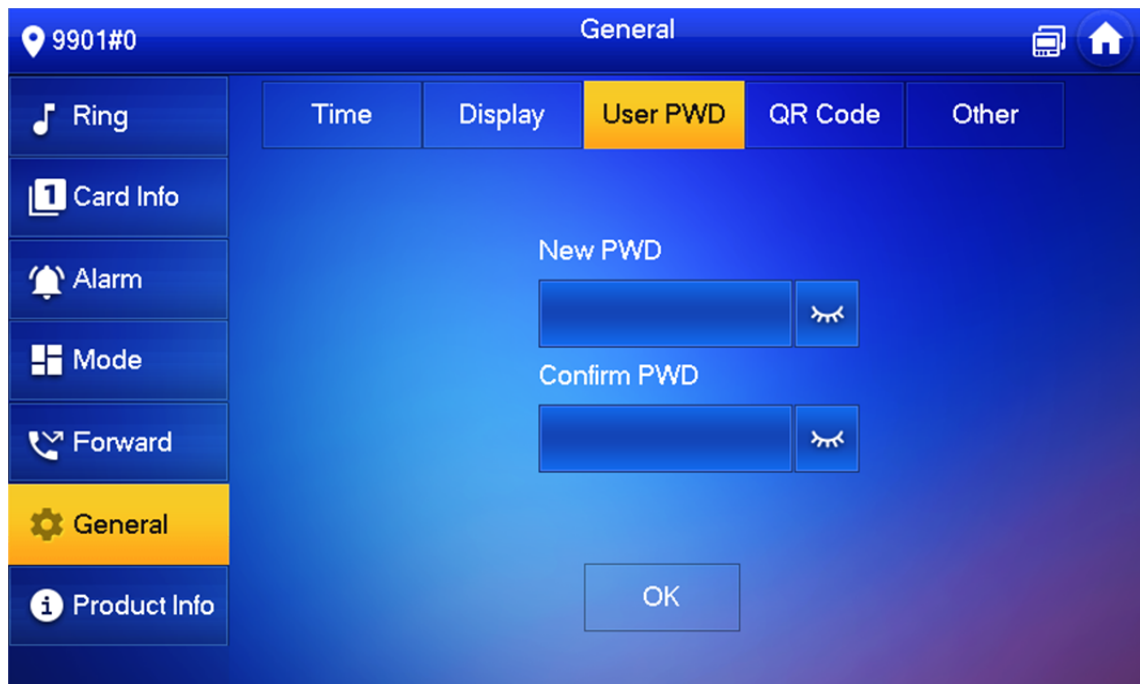 9901#0
General
Ring
Card Info
Alarm
Mode
Forward
General
Product Info
Time
Display
User PWD
QR Code
Other
New PWD
Confirm PWD
OK